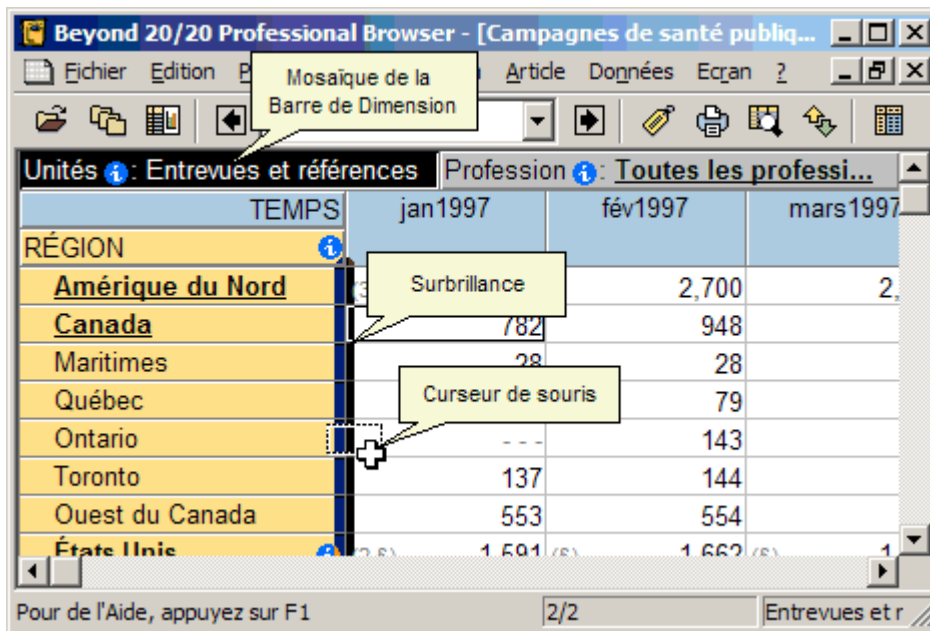 Beyond 20/20 Professional Browser - [Campagnes de santé publiq...
Fichier Edition Article Données Ecran ?
Mosaïque de la
Barre de Dimension
Unités : Entrevues et références Profession : Toutes les professi...
TEMPS jan1997 fév1997 mars1997
RÉGION
Amérique du Nord 2,700 2,
Surbrillance
Canada 782 948
Maritimes 28 28
Québec 79
Curseur de souris
Ontario - - - 143
Toronto 137 144
Ouest du Canada 553 554
États Unis 1,591 (6) 1,662 (6) 1
Pour de l'Aide, appuyez sur F1 2/2 Entrevues et r